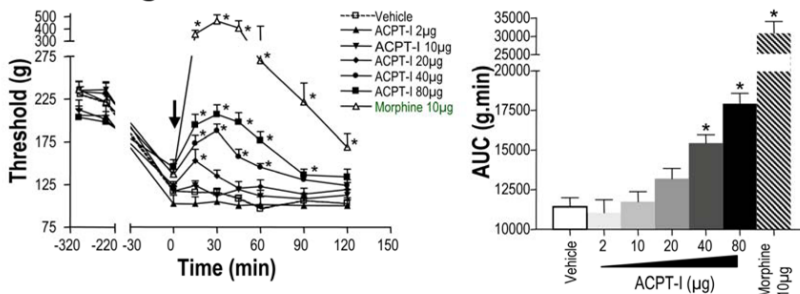 500
400
300
275
225
175
125
75
Threshold (g)
-320
-220
-30
0
30
60
90
120
150
Time (min)
Vehicle
ACPT-I 2µg
ACPT-I 10µg
ACPT-I 20µg
ACPT-I 40µg
ACPT-I 80µg
Morphine 10µg
* * * * * *
* * * * *
* * *
*
35000
30000
25000
20000
17500
15000
12500
10000
AUC (g.min)
* * *
Vehicle
2
10
20
40
80
Morphine
10µg
ACPT-I (µg)